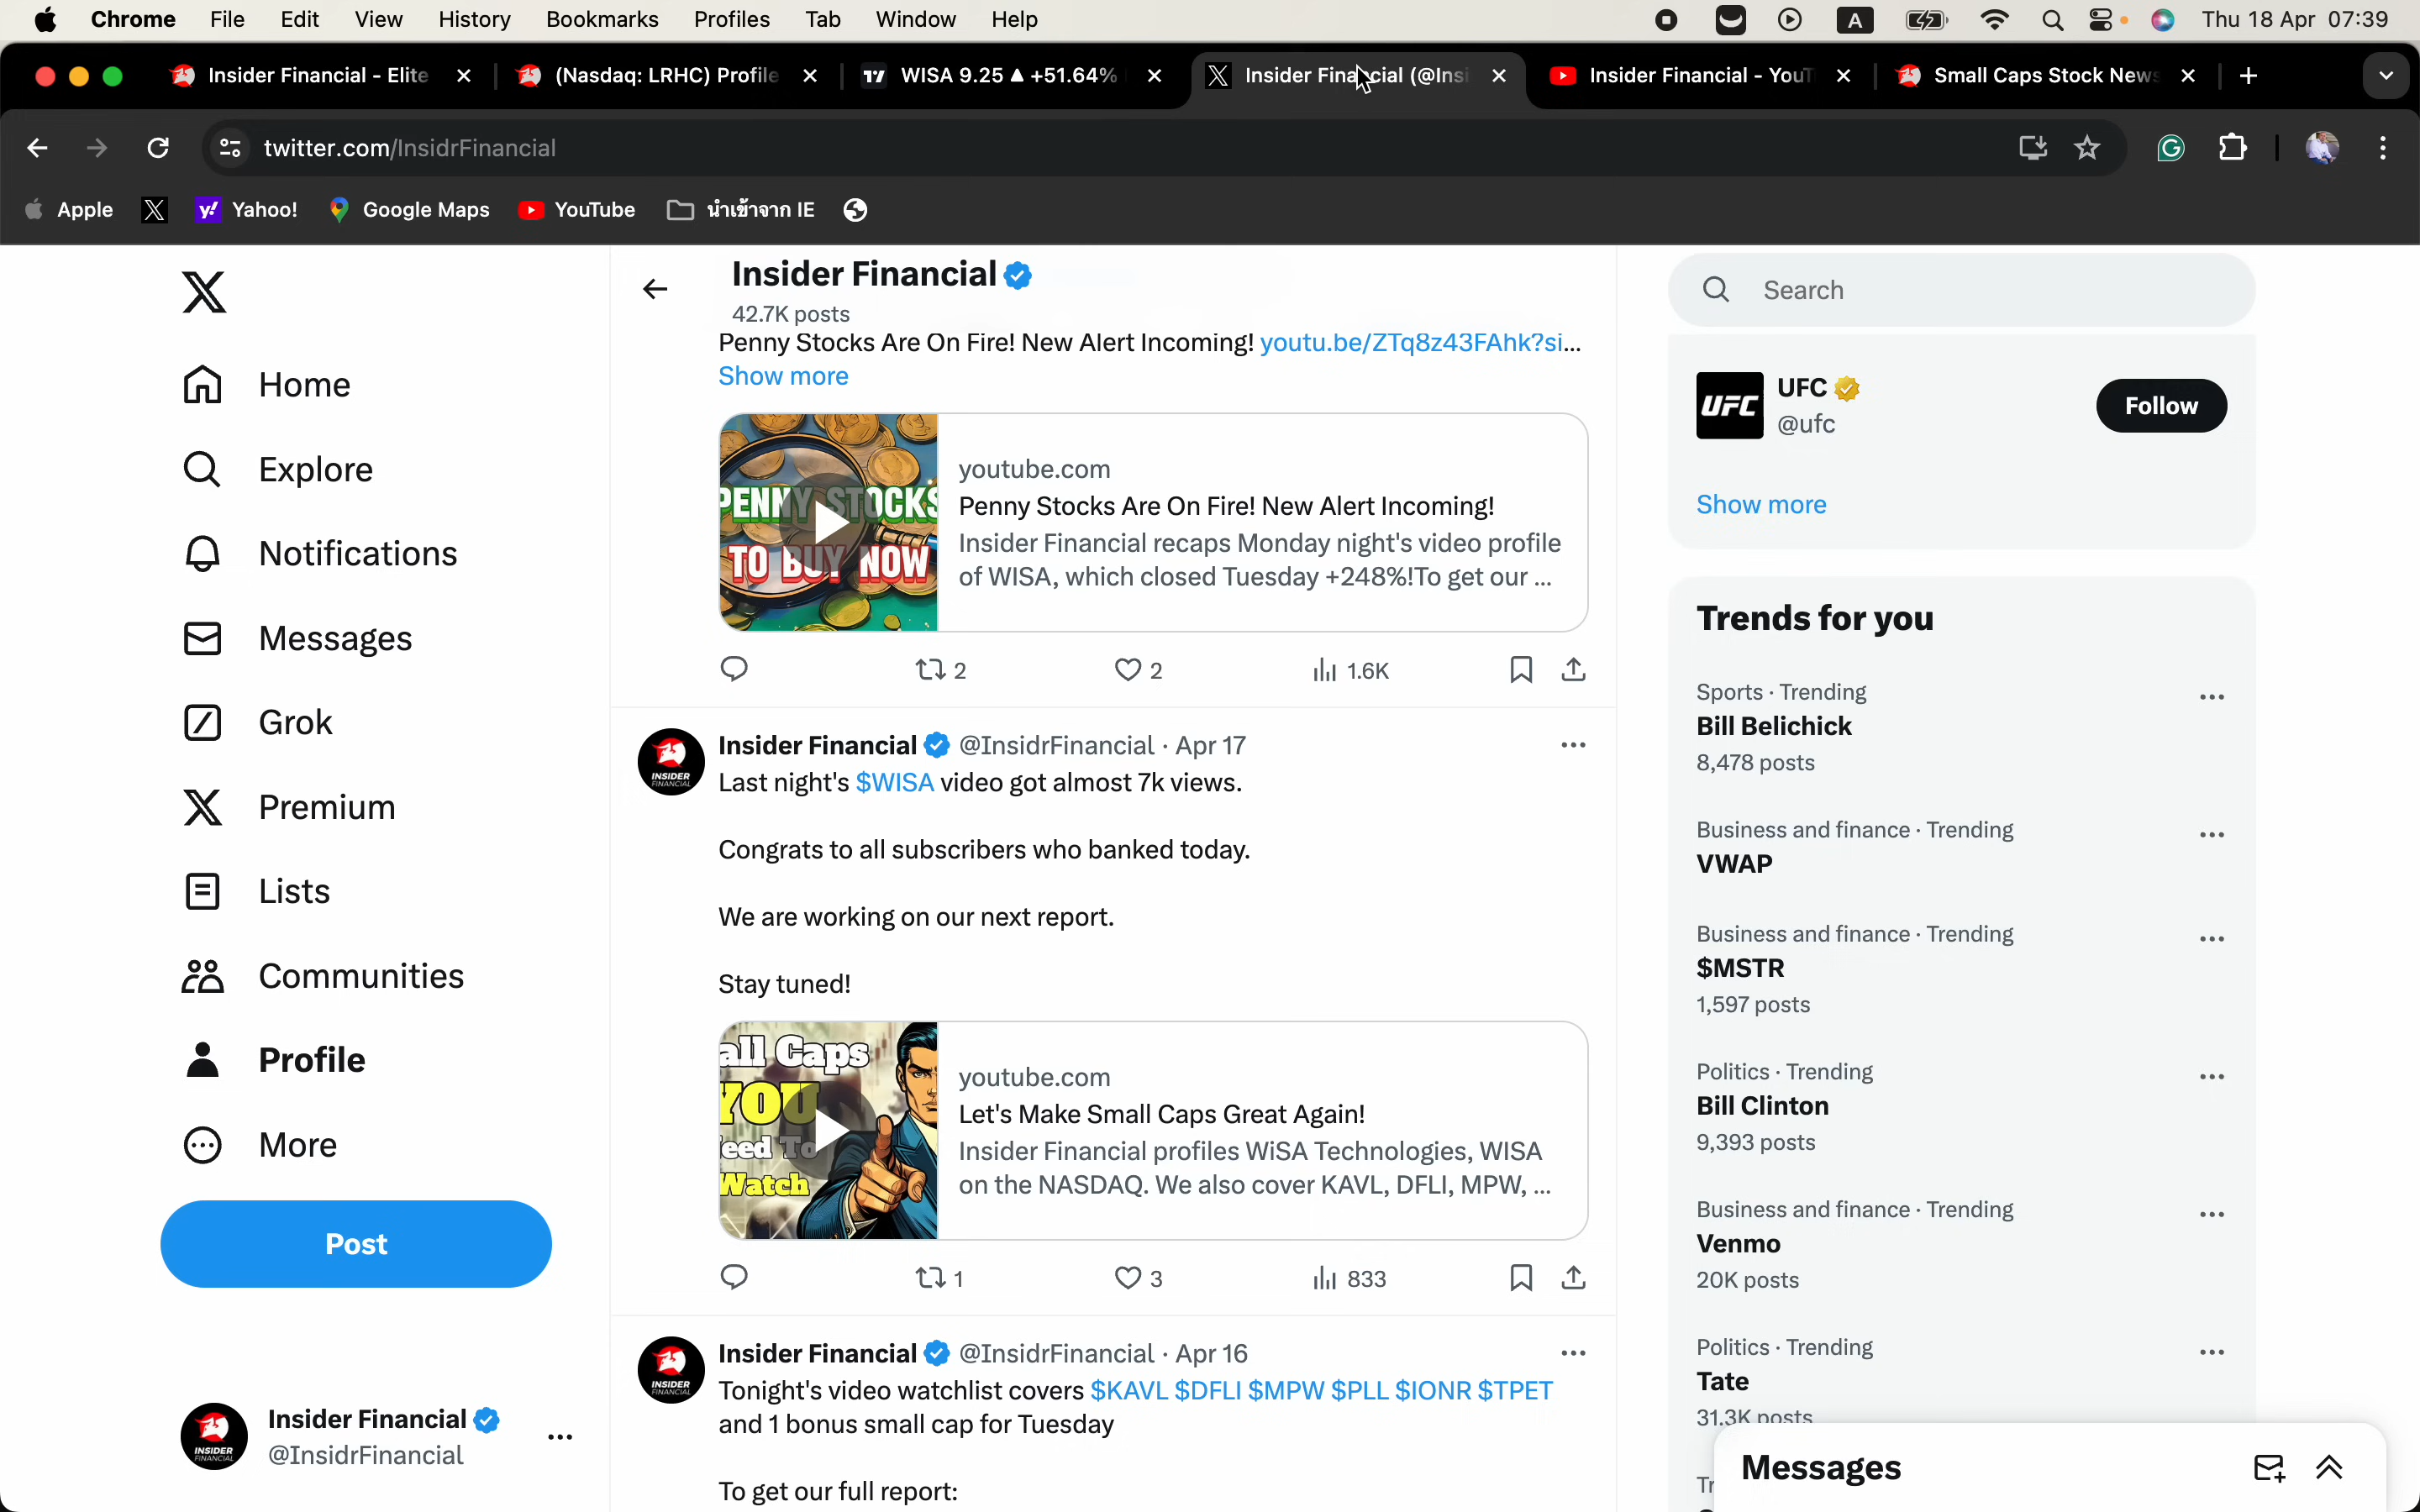 Chrome File Edit View History Bookmarks Profiles Tab Window Help A Thu 18 Apr 07:39
Insider Financial - Elite (Nasdaq: LRHC) Profile WISA 9.25 ▲ +51.64% Insider Financial (@Insi Insider Financial - YouT Small Caps Stock News
twitter.com/InsidrFinancial
Apple Yahoo! Google Maps YouTube นำเข้าจาก IE
Home
Explore
Notifications
Messages
Grok
Premium
Lists
Communities
Profile
More
Post
Insider Financial
@InsidrFinancial
Insider Financial
42.7K posts
Penny Stocks Are On Fire! New Alert Incoming! youtu.be/ZTq8z43FAhk?si...
Show more
PENNY STOCKS
TO BUY NOW
youtube.com
Penny Stocks Are On Fire! New Alert Incoming!
Insider Financial recaps Monday night's video profile
of WISA, which closed Tuesday +248%!To get our ...
2 2 1.6K
INSIDER
FINANCIAL
Insider Financial @InsidrFinancial · Apr 17
Last night's $WISA video got almost 7k views.
Congrats to all subscribers who banked today.
We are working on our next report.
Stay tuned!
all Caps
YOU
eed To
Watch
youtube.com
Let's Make Small Caps Great Again!
Insider Financial profiles WiSA Technologies, WISA
on the NASDAQ. We also cover KAVL, DFLI, MPW, ...
1 3 833
INSIDER
FINANCIAL
Insider Financial @InsidrFinancial · Apr 16
Tonight's video watchlist covers $KAVL $DFLI $MPW $PLL $IONR $TPET
and 1 bonus small cap for Tuesday
To get our full report:
Search
UFC
UFC
@ufc
Follow
Show more
Trends for you
Sports · Trending
Bill Belichick
8,478 posts
Business and finance · Trending
VWAP
Business and finance · Trending
$MSTR
1,597 posts
Politics · Trending
Bill Clinton
9,393 posts
Business and finance · Trending
Venmo
20K posts
Politics · Trending
Tate
31.3K posts
Messages
INSIDER
FINANCIAL